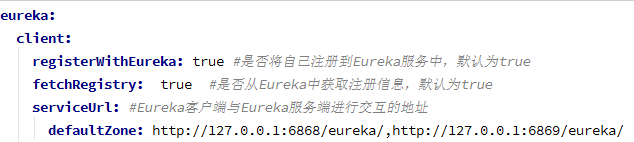 eureka:
  client:
    registerWithEureka: true #是否将自己注册到Eureka服务中，默认为true
    fetchRegistry:  true  #是否从Eureka中获取注册信息，默认为true
    serviceUrl: #Eureka客户端与Eureka服务端进行交互的地址
      defaultZone: http://127.0.0.1:6868/eureka/,http://127.0.0.1:6869/eureka/